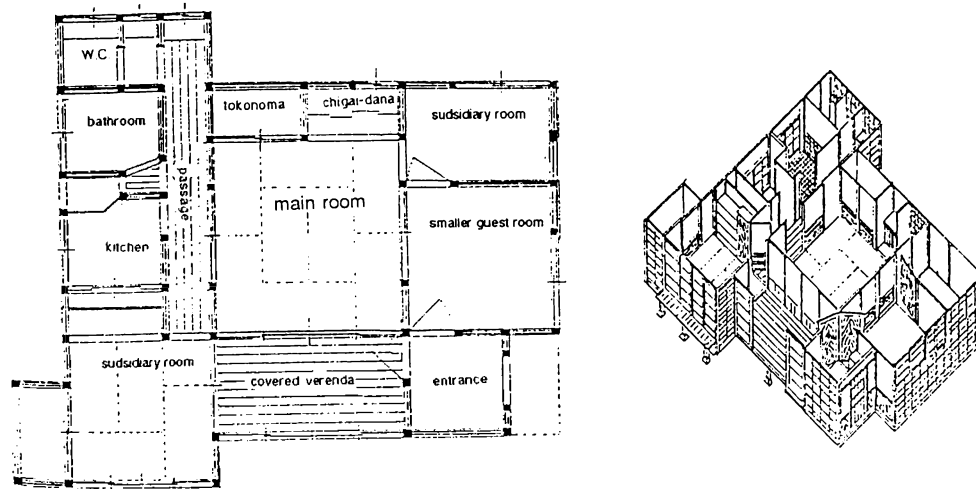 W.C
bathroom
tokonoma
chigai-dana
sudsidiary room
passage
main room
kitchen
smaller guest room
sudsidiary room
covered verenda
entrance